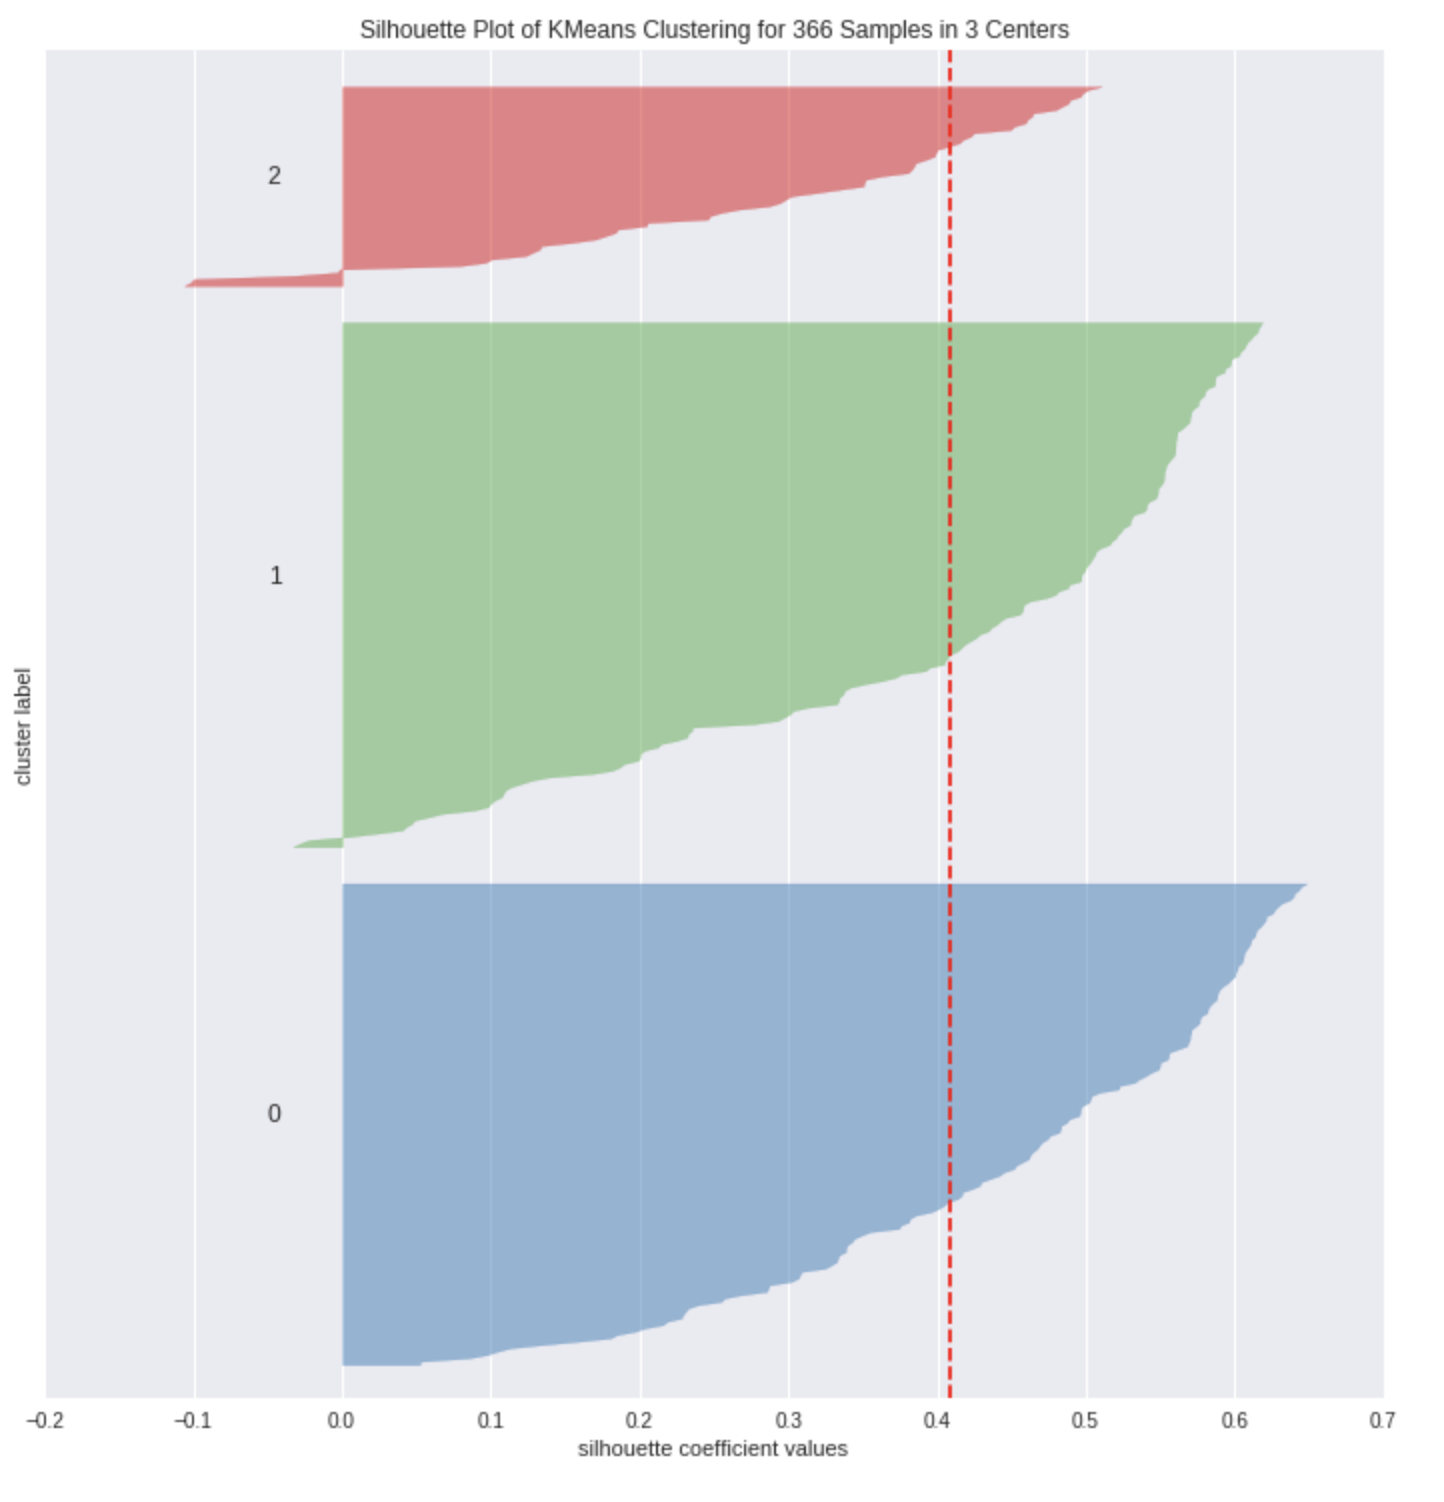 Silhouette Plot of KMeans Clustering for 366 Samples in 3 Centers
2
1
cluster label
0
−0.2 −0.1 0.0 0.1 0.2 0.3 0.4 0.5 0.6 0.7
silhouette coefficient values